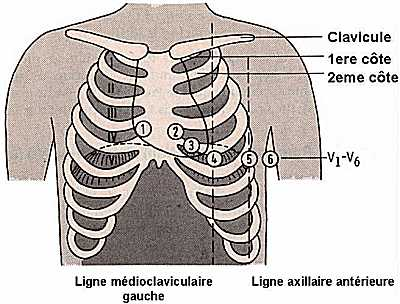 Clavicule
1ere côte
2eme côte
1
2
3
4
5
6
V1-V6
Ligne médioclaviculaire
gauche
Ligne axillaire antérieure